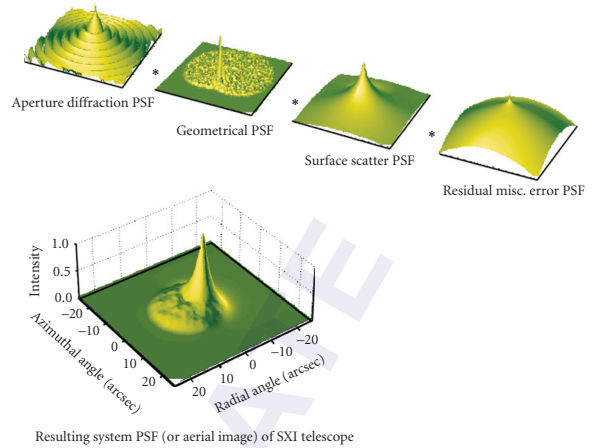 Aperture diffraction PSF
*
Geometrical PSF
*
Surface scatter PSF
*
Residual misc. error PSF
Intensity
1.0
0.5
0.0
−20
−10
0
10
20
Azimuthal angle (arcsec)
20
10
0
−10
−20
Radial angle (arcsec)
Resulting system PSF (or aerial image) of SXI telescope
ATE